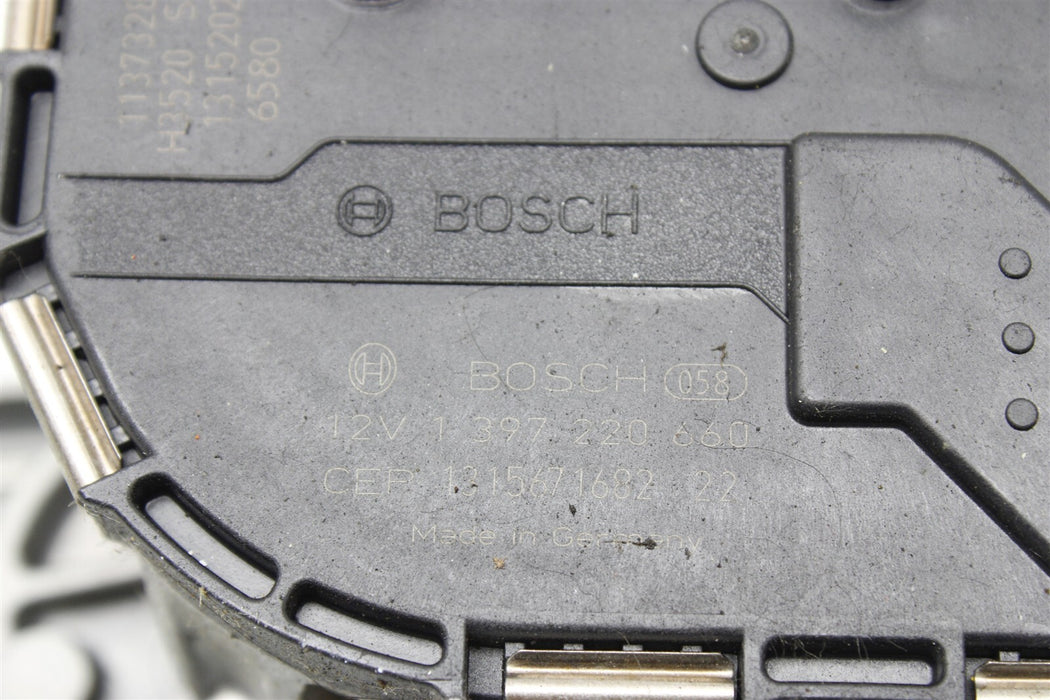 1137328
H3520 S
1315202
6580
BOSCH
BOSCH 058
12V 1 397 220 660
CEP 1315671682 22
Made in Germany